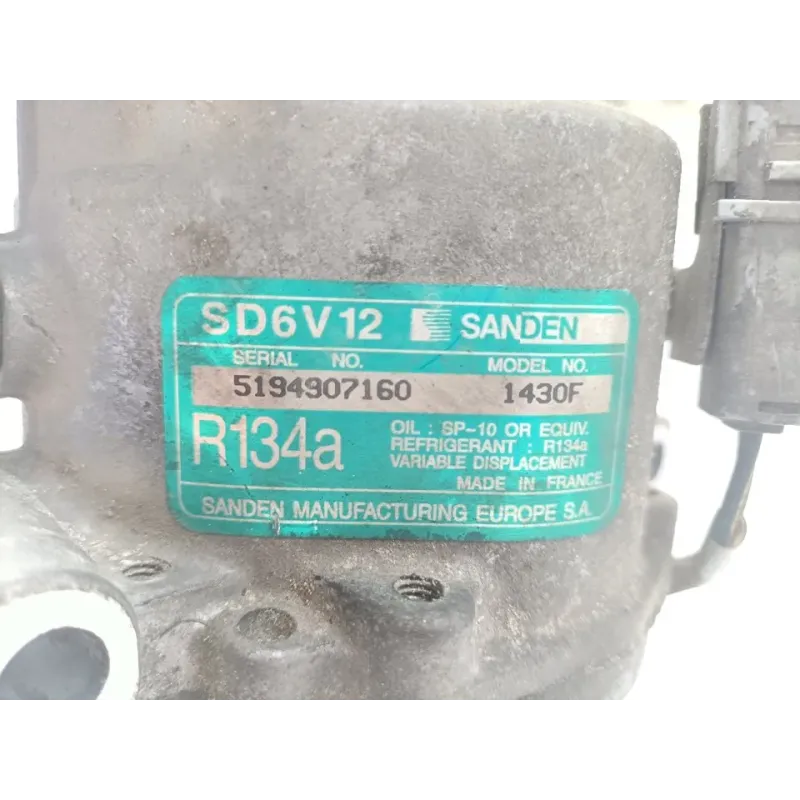 SD6V12 SANDEN
SERIAL NO. MODEL NO.
5194907160 1430F
R134a
OIL : SP-10 OR EQUIV.
REFRIGERANT : R134a
VARIABLE DISPLACEMENT
MADE IN FRANCE
SANDEN MANUFACTURING EUROPE S.A.